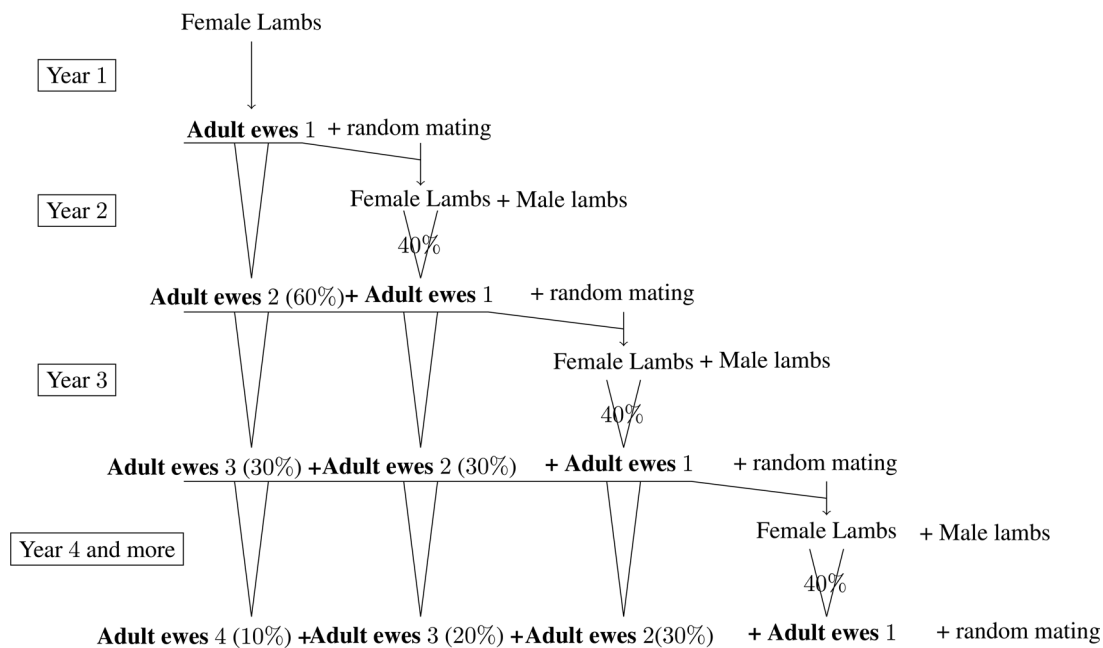 Female Lambs
Year 1
Adult ewes 1 + random mating
Year 2
Female Lambs + Male lambs
40%
Adult ewes 2 (60%)+ Adult ewes 1 + random mating
Female Lambs + Male lambs
Year 3
40%
Adult ewes 3 (30%) +Adult ewes 2 (30%) + Adult ewes 1 + random mating
Female Lambs + Male lambs
Year 4 and more
40%
Adult ewes 4 (10%) +Adult ewes 3 (20%) +Adult ewes 2(30%) + Adult ewes 1 + random mating